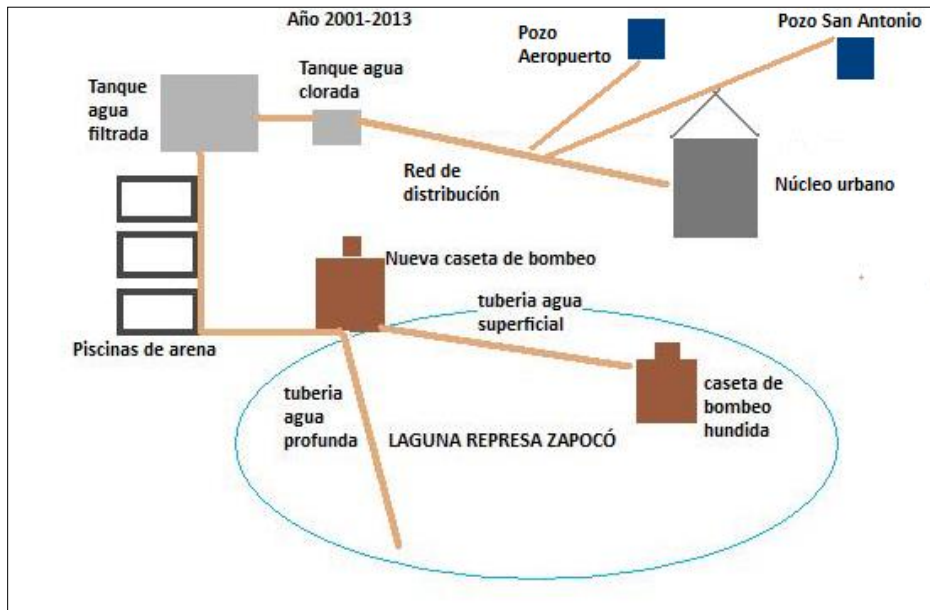 Año 2001-2013
Pozo San Antonio
Pozo
Aeropuerto
Tanque agua
clorada
Tanque
agua
filtrada
Red de
distribución
Núcleo urbano
Nueva caseta de bombeo
tuberia agua
superficial
Piscinas de arena
tuberia
agua
profunda
caseta de
bombeo
hundida
LAGUNA REPRESA ZAPOCÓ